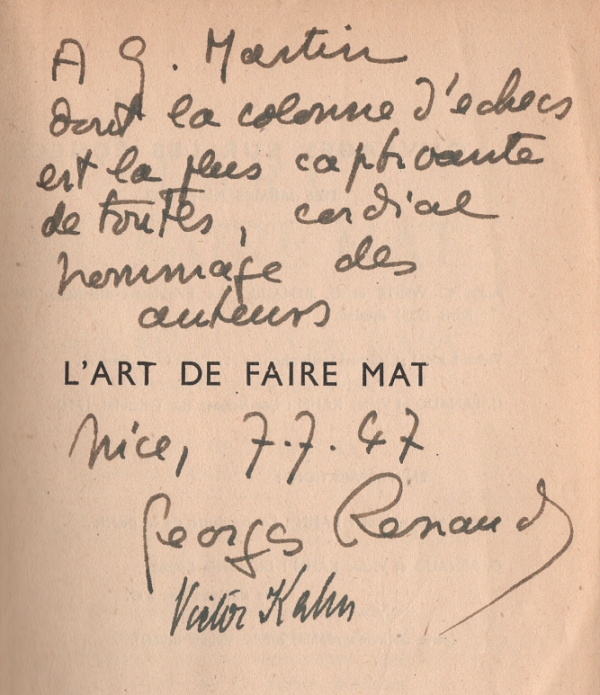 A G. Martin
dont la colonne d'echecs
est la plus captivante
de toutes, cordial
hommage des
auteurs
L'ART DE FAIRE MAT
Nice, 7.7.47
Georges Renaud
Victor Kahn